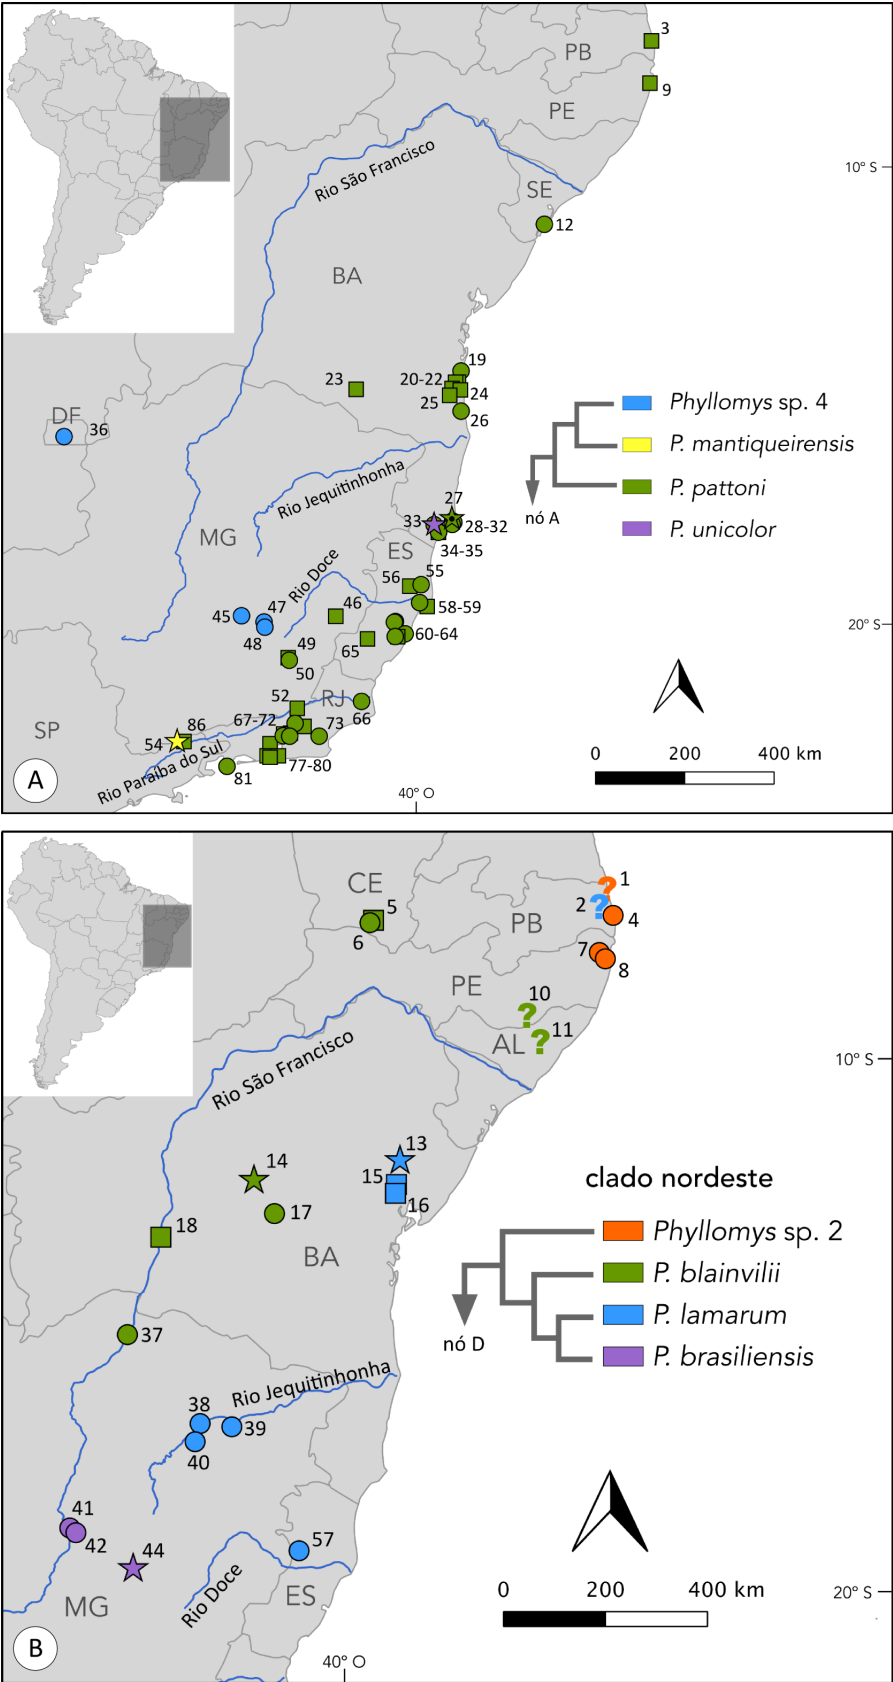 3
PB
9
PE
10° S
Rio São Francisco
SE
12
BA
19
23
20-22
24
25
26
DF
36
Phyllomys sp. 4
P. mantiqueirensis
P. pattoni
P. unicolor
nó A
Rio Jequitinhonha
27
33
28-32
34-35
MG
ES
55
56
Rio Doce
58-59
45
47
46
48
60-64
20° S
65
49
50
52
RJ
66
SP
67-72
73
86
54
77-80
81
Rio Paraíba do Sul
0 200 400 km
A
40° O
CE
5
6
1
2
4
PB
7
8
PE
10
11
AL
10° S
Rio São Francisco
13
14
15
16
17
18
BA
clado nordeste
Phyllomys sp. 2
P. blainvilii
P. lamarum
P. brasiliensis
nó D
37
Rio Jequitinhonha
38
39
40
41
42
44
57
MG
Rio Doce
ES
0 200 400 km
20° S
B
40° O